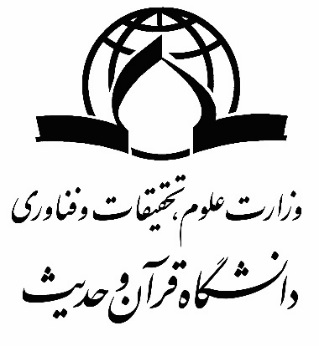 وزارت علوم، تحقیقات و فناوری
دانشگاه قرآن و حدیث